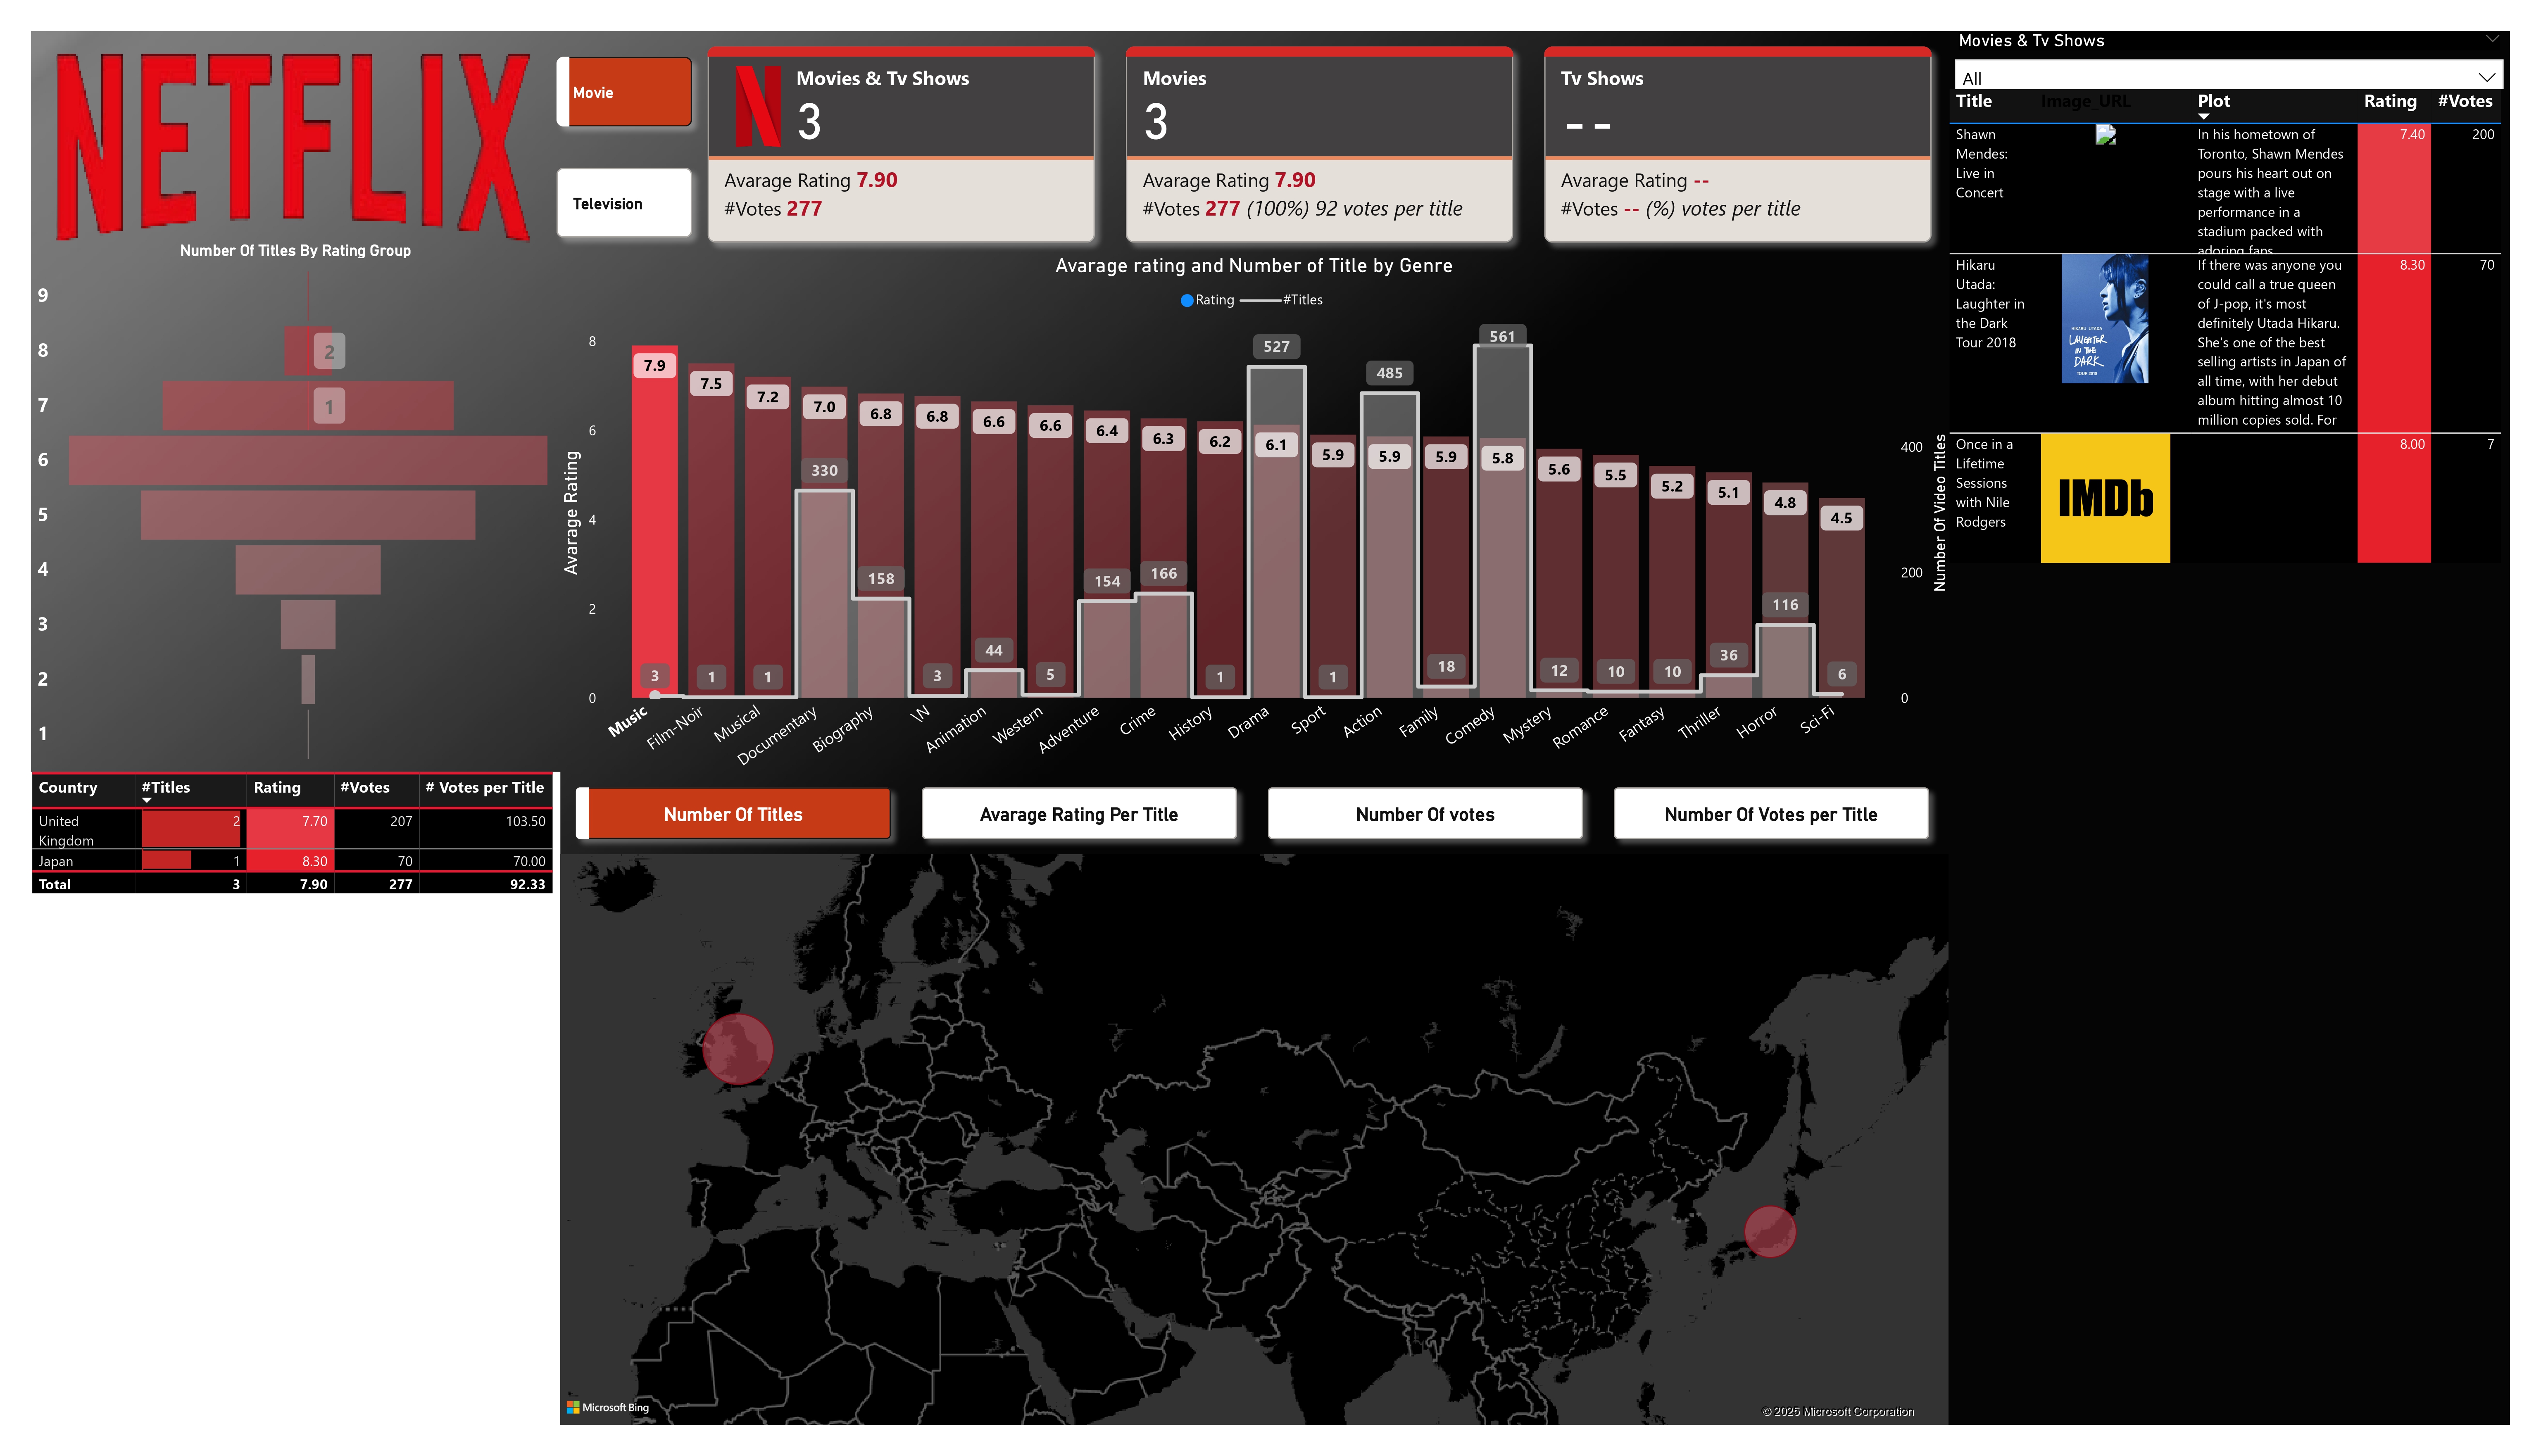 NETFLIX
Movie
Television
Movies & Tv Shows
3
Avarage Rating 7.90
#Votes 277
Movies
3
Avarage Rating 7.90
#Votes 277 (100%) 92 votes per title
Tv Shows
--
Avarage Rating --
#Votes -- (%) votes per title
Number Of Titles By Rating Group
9
8
2
7
1
6
5
4
3
2
1
Avarage rating and Number of Title by Genre
Rating #Titles
Avarage Rating
8
6
4
2
0
7.9 7.5 7.2 7.0 6.8 6.8 6.6 6.6 6.4 6.3 6.2 6.1 5.9 5.9 5.9 5.8 5.6 5.5 5.2 5.1 4.8 4.5
3 1 1 330 158 3 44 5 154 166 1 527 1 485 18 561 12 10 10 36 116 6
Music Film-Noir Musical Documentary Biography \N Animation Western Adventure Crime History Drama Sport Action Family Comedy Mystery Romance Fantasy Thriller Horror Sci-Fi
400
200
0
Number Of Video Titles
Country #Titles Rating #Votes # Votes per Title
United
Kingdom 2 7.70 207 103.50
Japan 1 8.30 70 70.00
Total 3 7.90 277 92.33
Number Of Titles
Avarage Rating Per Title
Number Of votes
Number Of Votes per Title
Microsoft Bing
© 2025 Microsoft Corporation
Movies & Tv Shows
All
Title Image_URL Plot Rating #Votes
Shawn
Mendes:
Live in
Concert
In his hometown of
Toronto, Shawn Mendes
pours his heart out on
stage with a live
performance in a
stadium packed with
adoring fans
7.40 200
Hikaru
Utada:
Laughter in
the Dark
Tour 2018
HIKARU UTADA
LAUGHTER
IN THE
DARK
TOUR 2018
If there was anyone you
could call a true queen
of J-pop, it's most
definitely Utada Hikaru.
She's one of the best
selling artists in Japan of
all time, with her debut
album hitting almost 10
million copies sold. For
8.30 70
Once in a
Lifetime
Sessions
with Nile
Rodgers
IMDb
8.00 7